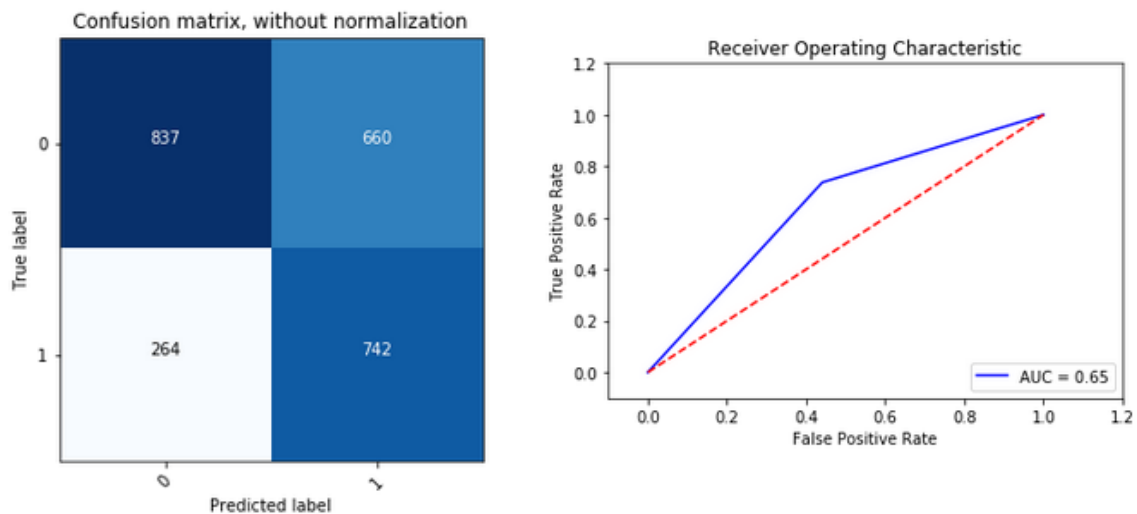 Confusion matrix, without normalization
0
837
660
True label
1
264
742
0
1
Predicted label
Receiver Operating Characteristic
1.2
1.0
0.8
0.6
0.4
0.2
0.0
True Positive Rate
AUC = 0.65
0.0 0.2 0.4 0.6 0.8 1.0 1.2
False Positive Rate